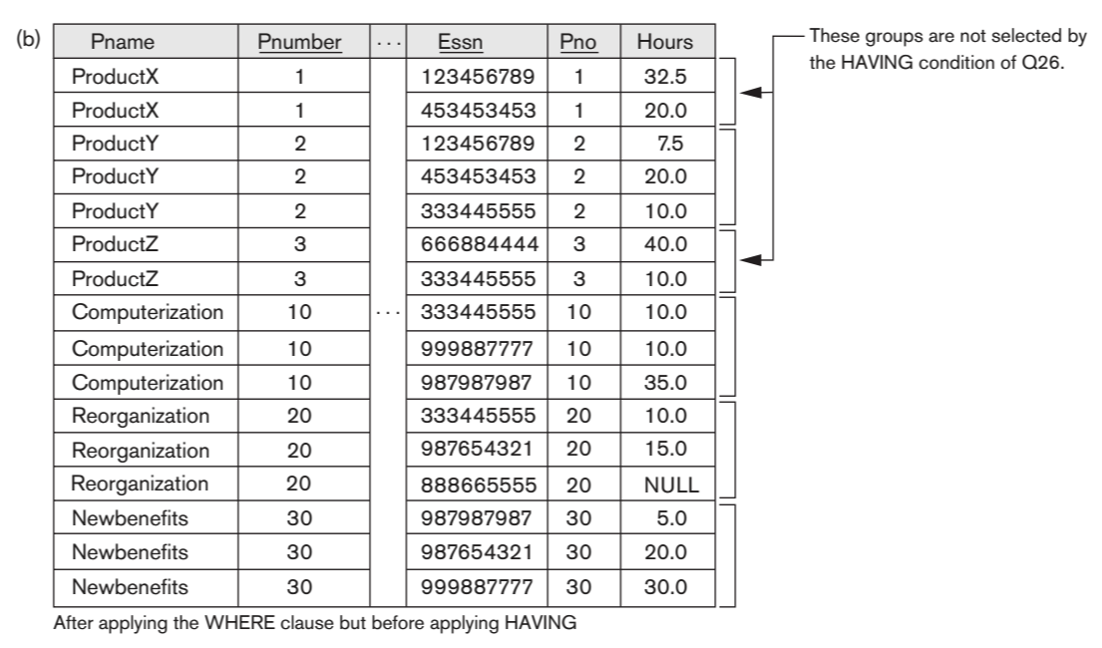 (b)
Pname Pnumber ... Essn Pno Hours
ProductX 1 123456789 1 32.5
ProductX 1 453453453 1 20.0
ProductY 2 123456789 2 7.5
ProductY 2 453453453 2 20.0
ProductY 2 333445555 2 10.0
ProductZ 3 666884444 3 40.0
ProductZ 3 333445555 3 10.0
Computerization 10 ... 333445555 10 10.0
Computerization 10 999887777 10 10.0
Computerization 10 987987987 10 35.0
Reorganization 20 333445555 20 10.0
Reorganization 20 987654321 20 15.0
Reorganization 20 888665555 20 NULL
Newbenefits 30 987987987 30 5.0
Newbenefits 30 987654321 30 20.0
Newbenefits 30 999887777 30 30.0
After applying the WHERE clause but before applying HAVING
These groups are not selected by
the HAVING condition of Q26.